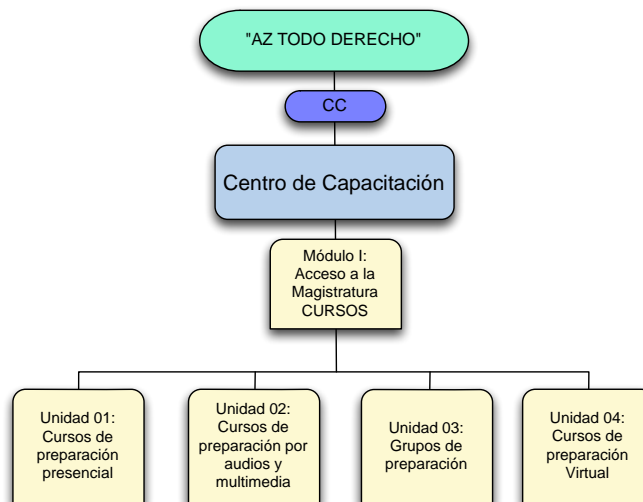 "AZ TODO DERECHO"
CC
Centro de Capacitación
Módulo I:
Acceso a la
Magistratura
CURSOS
Unidad 01:
Cursos de
preparación
presencial
Unidad 02:
Cursos de
preparación por
audios y
multimedia
Unidad 03:
Grupos de
preparación
Unidad 04:
Cursos de
preparación
Virtual